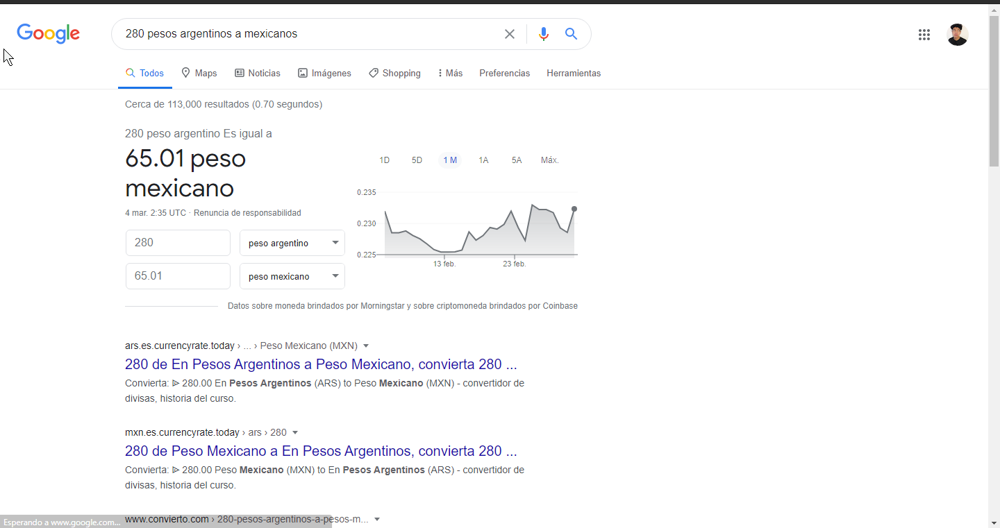 Google
280 pesos argentinos a mexicanos
Todos Maps Noticias Imágenes Shopping Más Preferencias Herramientas
Cerca de 113,000 resultados (0.70 segundos)
280 peso argentino Es igual a
65.01 peso
mexicano
4 mar. 2:35 UTC · Renuncia de responsabilidad
280 peso argentino
65.01 peso mexicano
1D 5D 1 M 1A 5A Máx.
0.235
0.230
0.225
13 feb. 23 feb.
Datos sobre moneda brindados por Morningstar y sobre criptomoneda brindados por Coinbase
ars.es.currencyrate.today › ... › Peso Mexicano (MXN)
280 de En Pesos Argentinos a Peso Mexicano, convierta 280 ...
Convierta: ᐈ 280.00 En Pesos Argentinos (ARS) to Peso Mexicano (MXN) - convertidor de
divisas, historia del curso.
mxn.es.currencyrate.today › ars › 280
280 de Peso Mexicano a En Pesos Argentinos, convierta 280 ...
Convierta: ᐈ 280.00 Peso Mexicano (MXN) to En Pesos Argentinos (ARS) - convertidor de
divisas, historia del curso.
www.convierto.com › 280-pesos-argentinos-a-pesos-m...
Esperando a www.google.com...